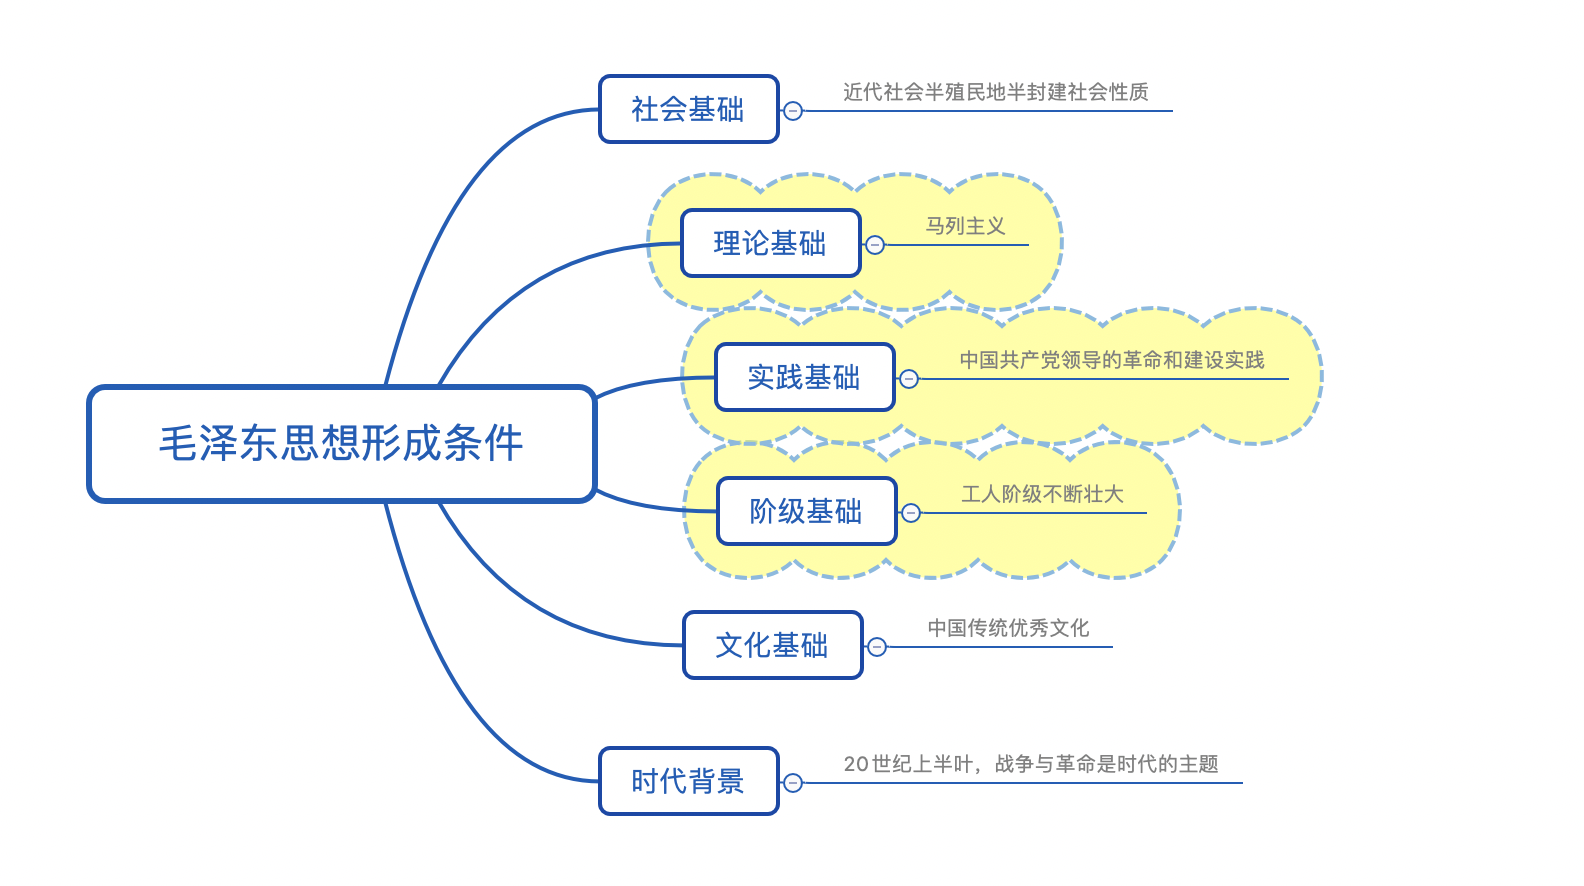 社会基础
近代社会半殖民地半封建社会性质
理论基础
马列主义
实践基础
中国共产党领导的革命和建设实践
毛泽东思想形成条件
阶级基础
工人阶级不断壮大
文化基础
中国传统优秀文化
时代背景
20世纪上半叶，战争与革命是时代的主题